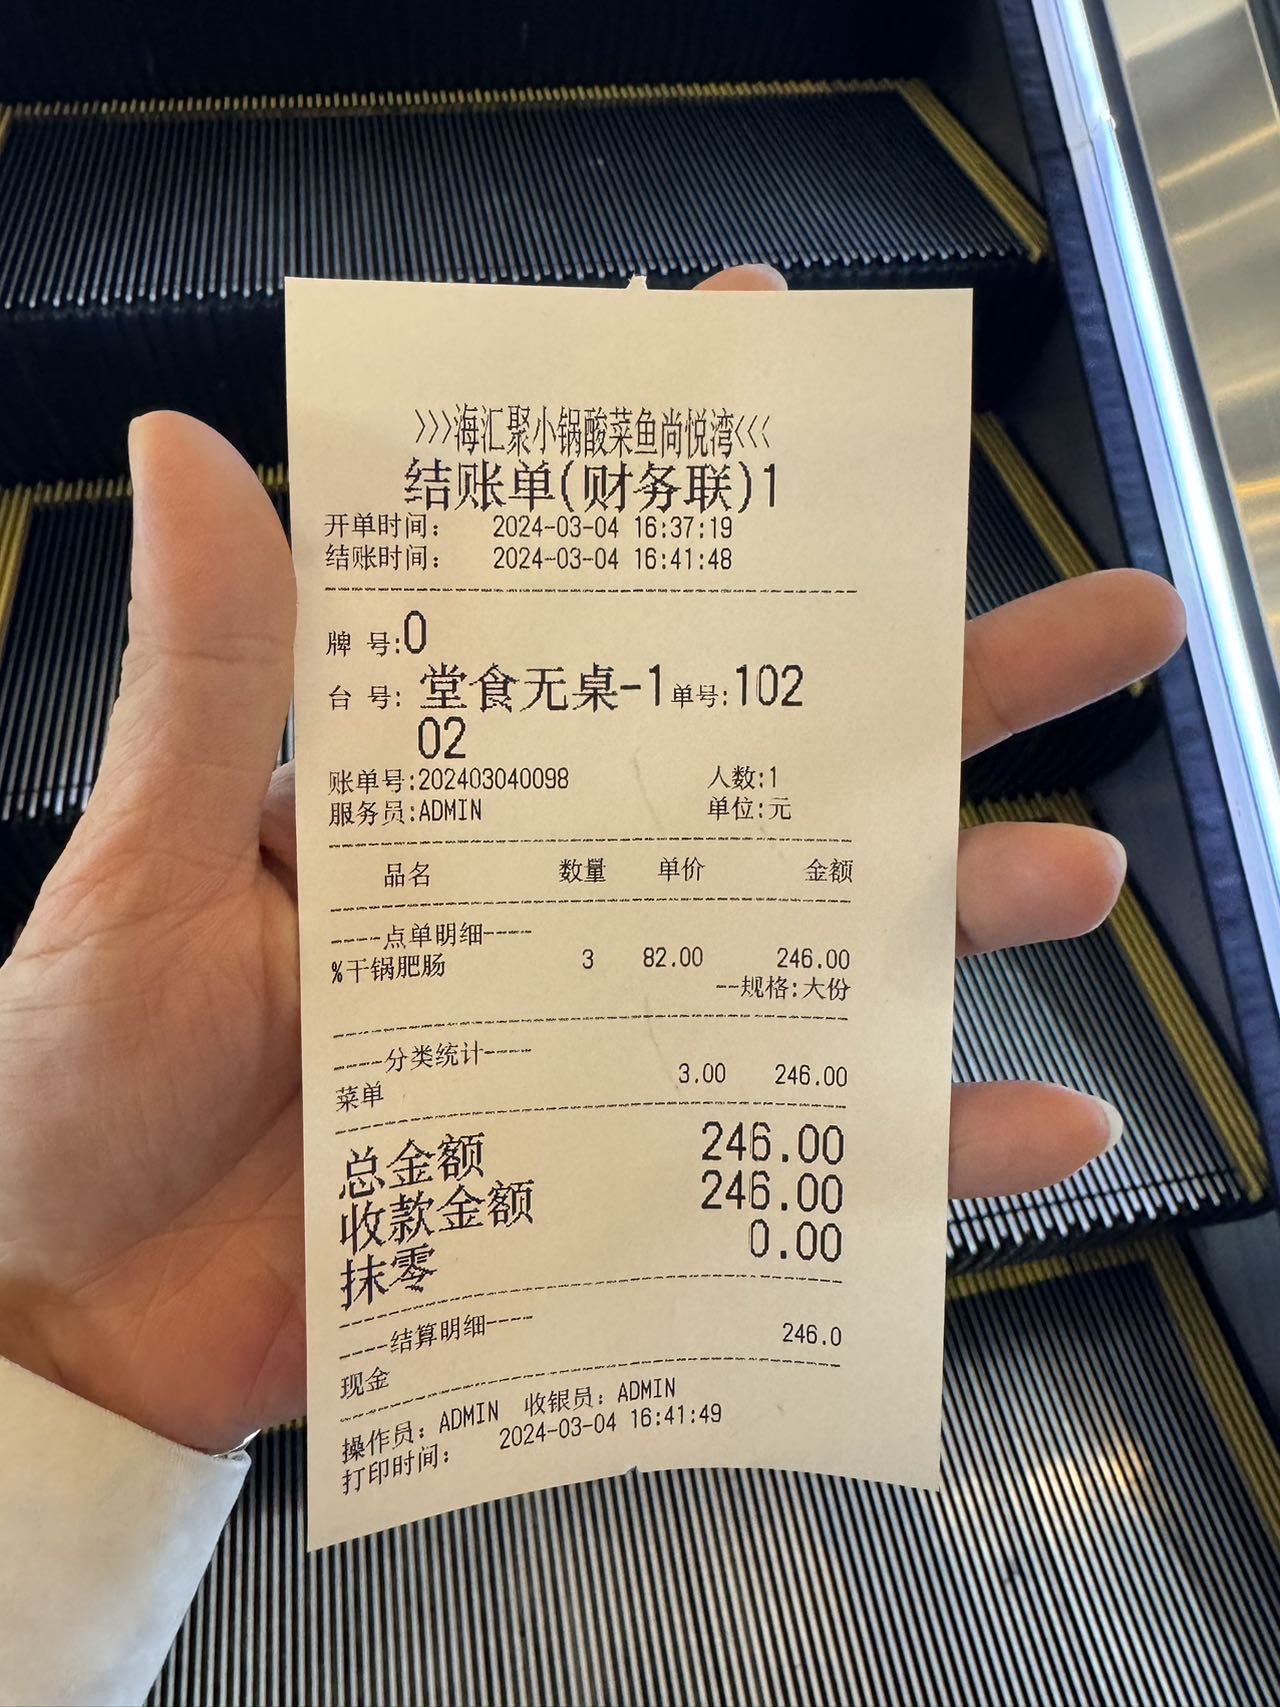 >>>海汇聚小锅酸菜鱼尚悦湾<<<
结账单(财务联)1
开单时间: 2024-03-04 16:37:19
结账时间: 2024-03-04 16:41:48
牌 号:0
台 号: 堂食无桌-1 单号:102
02
账单号:202403040098 人数:1
服务员:ADMIN 单位:元
品名 数量 单价 金额
----点单明细----
%干锅肥肠 3 82.00 246.00
--规格:大份
----分类统计----
菜单 3.00 246.00
总金额 246.00
收款金额 246.00
抹零 0.00
----结算明细----
现金 246.0
操作员: ADMIN 收银员: ADMIN
打印时间: 2024-03-04 16:41:49